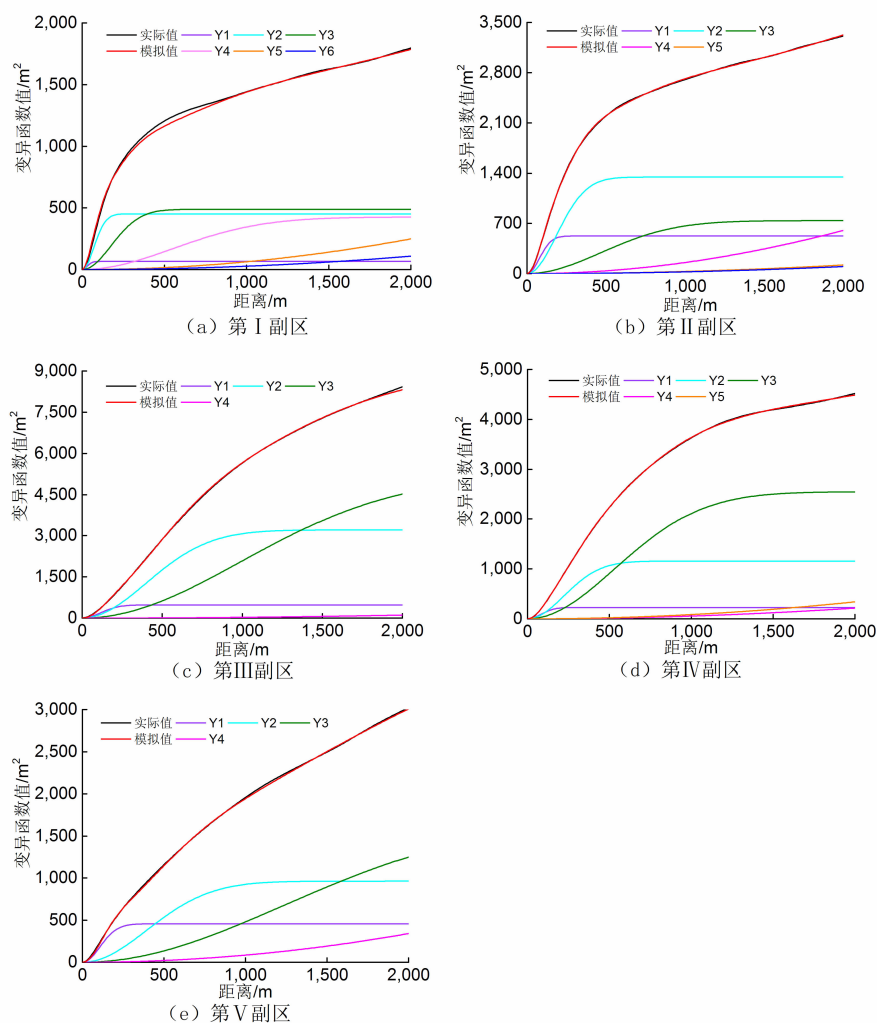 2,000
1,500
1,000
500
0
变异函数值/m²
实际值 Y1 Y2 Y3
模拟值 Y4 Y5 Y6
0 500 1,000 1,500 2,000
距离/m
(a) 第Ⅰ副区
3,500
2,800
2,100
1,400
700
0
变异函数值/m²
实际值 Y1 Y2 Y3
模拟值 Y4 Y5
0 500 1,000 1,500 2,000
距离/m
(b) 第Ⅱ副区
9,000
7,500
6,000
4,500
3,000
1,500
0
变异函数值/m²
实际值 Y1 Y2 Y3
模拟值 Y4
0 500 1,000 1,500 2,000
距离/m
(c) 第Ⅲ副区
5,000
4,000
3,000
2,000
1,000
0
变异函数值/m²
实际值 Y1 Y2 Y3
模拟值 Y4 Y5
0 500 1,000 1,500 2,000
距离/m
(d) 第Ⅳ副区
3,000
2,500
2,000
1,500
1,000
500
0
变异函数值/m²
实际值 Y1 Y2 Y3
模拟值 Y4
0 500 1,000 1,500 2,000
距离/m
(e) 第Ⅴ副区